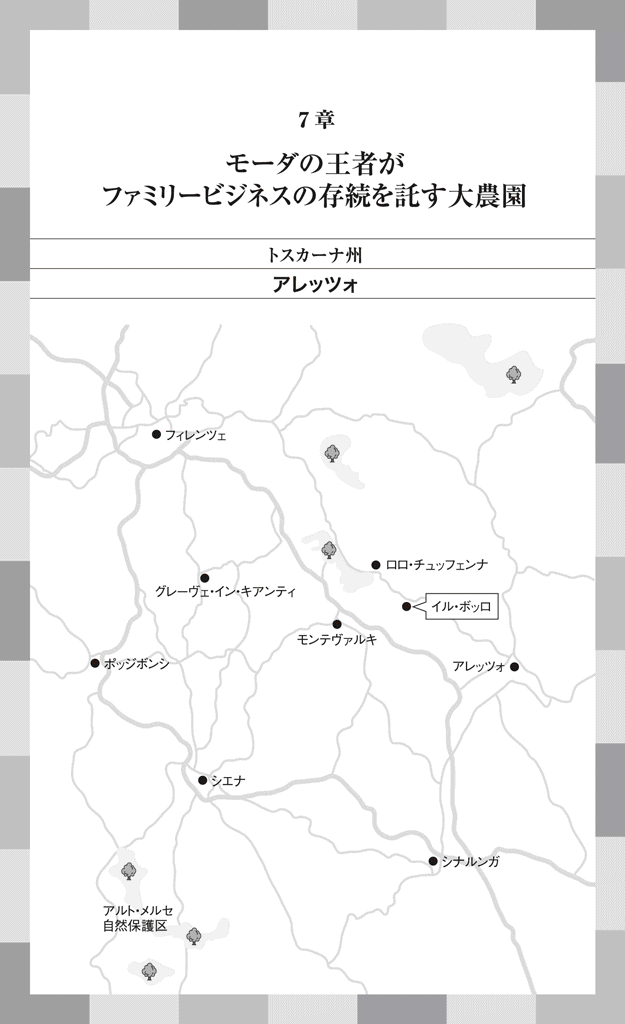 7章
モーダの王者が
ファミリービジネスの存続を託す大農園
トスカーナ州
アレッツォ
フィレンツェ
ロロ・チュッフェンナ
グレーヴェ・イン・キアンティ
イル・ボッロ
モンテヴァルキ
ポッジボンシ
アレッツォ
シエナ
シナルンガ
アルト・メルセ
自然保護区